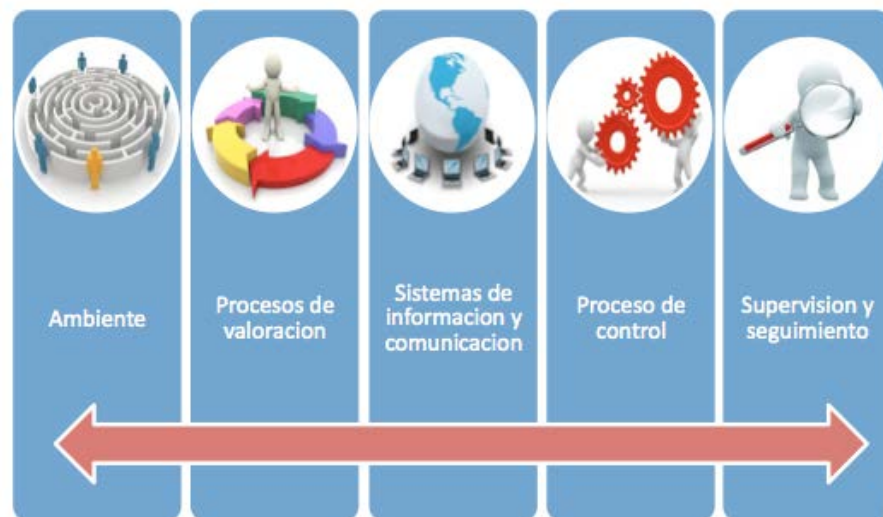 Ambiente
Procesos de
valoracion
Sistemas de
informacion y
comunicacion
Proceso de
control
Supervision y
seguimiento